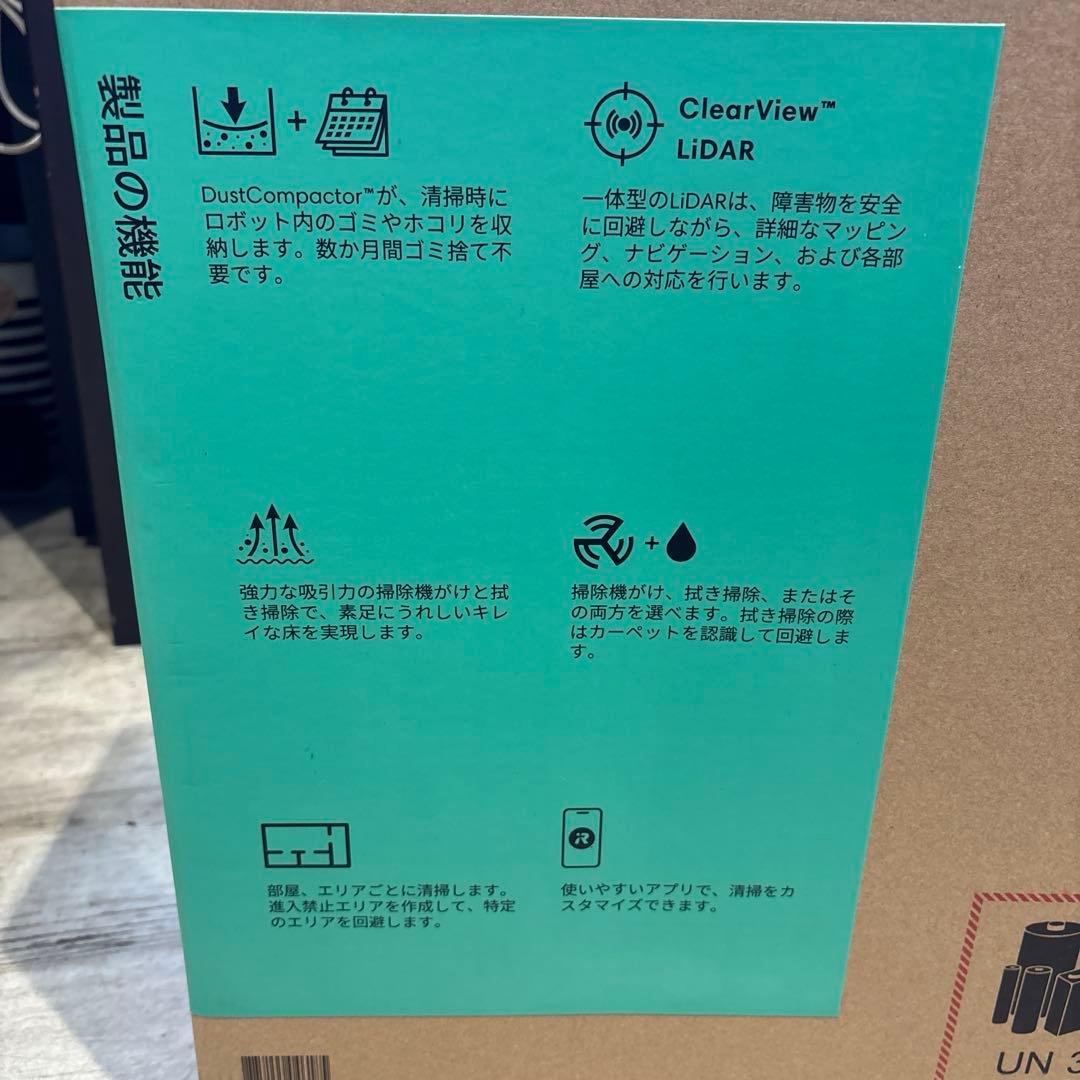 製品の機能
DustCompactor™が、清掃時に
ロボット内のゴミやホコリを収
納します。数か月間ゴミ捨て不
要です。
ClearView™
LiDAR
一体型のLiDARは、障害物を安全
に回避しながら、詳細なマッピン
グ、ナビゲーション、および各部
屋への対応を行います。
強力な吸引力の掃除機がけと拭
き掃除で、素足にうれしいキレ
イな床を実現します。
掃除機がけ、拭き掃除、またはそ
の両方を選べます。拭き掃除の際
はカーペットを認識して回避しま
す。
部屋、エリアごとに清掃します。
進入禁止エリアを作成して、特定
のエリアを回避します。
使いやすいアプリで、清掃をカ
スタマイズできます。
UN 3